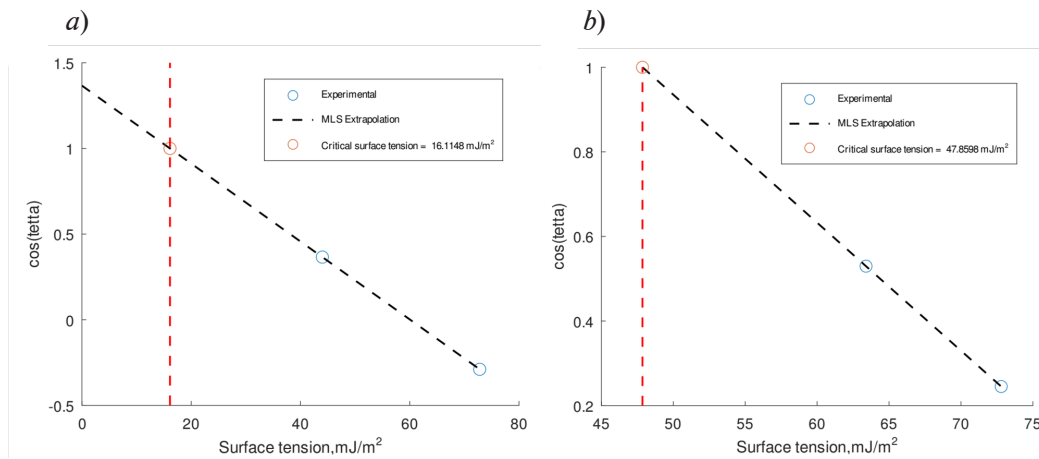 a)
1.5
1
0.5
0
-0.5
0
20
40
60
80
cos(tetta)
Surface tension,mJ/m²
Experimental
MLS Extrapolation
Critical surface tension = 16.1148 mJ/m²
b)
1
0.8
0.6
0.4
0.2
45
50
55
60
65
70
75
cos(tetta)
Surface tension,mJ/m²
Experimental
MLS Extrapolation
Critical surface tension = 47.8598 mJ/m²